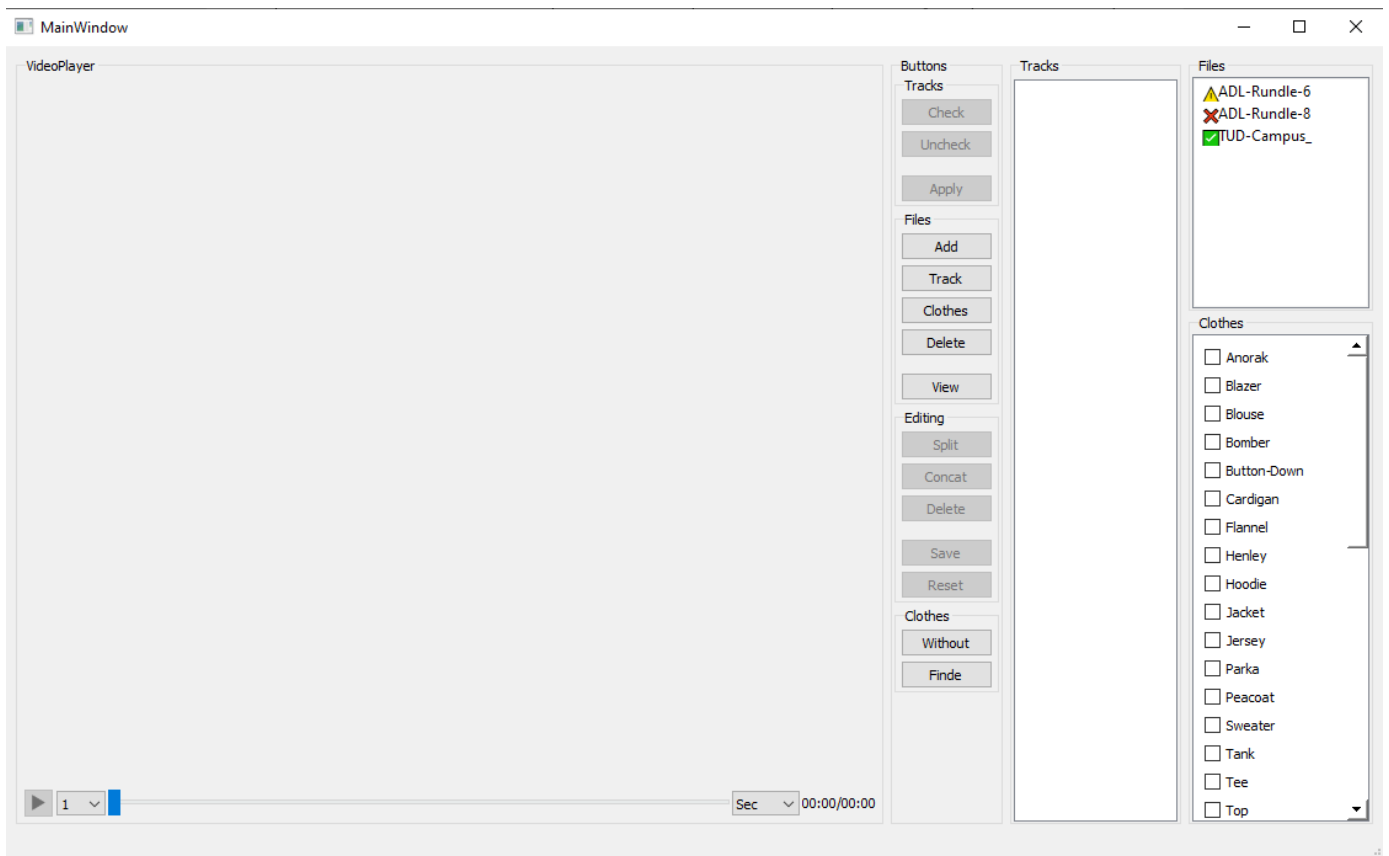 MainWindow
VideoPlayer
1
Sec
00:00/00:00
Buttons
Tracks
Check
Uncheck
Apply
Files
Add
Track
Clothes
Delete
View
Editing
Split
Concat
Delete
Save
Reset
Clothes
Without
Finde
Tracks
Files
ADL-Rundle-6
ADL-Rundle-8
TUD-Campus_
Clothes
Anorak
Blazer
Blouse
Bomber
Button-Down
Cardigan
Flannel
Henley
Hoodie
Jacket
Jersey
Parka
Peacoat
Sweater
Tank
Tee
Top